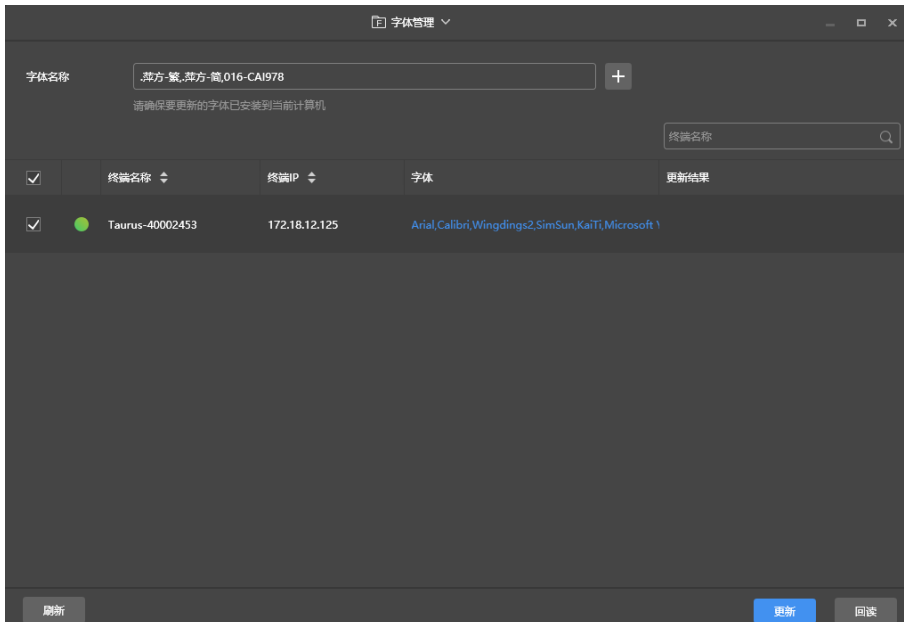 字体管理
字体名称
.萍方-繁,.萍方-简,016-CAI978
请确保要更新的字体已安装到当前计算机
终端名称
终端名称 终端IP 字体 更新结果
Taurus-40002453 172.18.12.125 Arial,Calibri,Wingdings2,SimSun,KaiTi,Microsoft
刷新 更新 回读